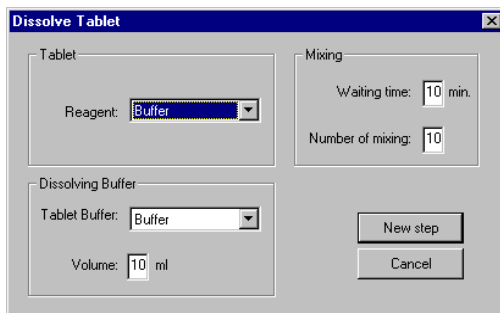 Dissolve Tablet
Tablet
Reagent: Buffer
Mixing
Waiting time: 10 min.
Number of mixing: 10
Dissolving Buffer
Tablet Buffer: Buffer
Volume: 10 ml
New step
Cancel